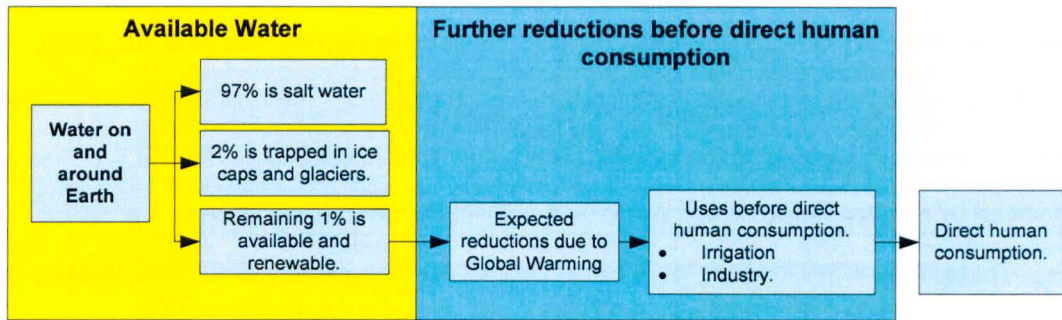 Available Water
Further reductions before direct human
consumption
Water on
and
around
Earth
97% is salt water
2% is trapped in ice
caps and glaciers.
Remaining 1% is
available and
renewable.
Expected
reductions due to
Global Warming
Uses before direct
human consumption.
• Irrigation
• Industry.
Direct human
consumption.